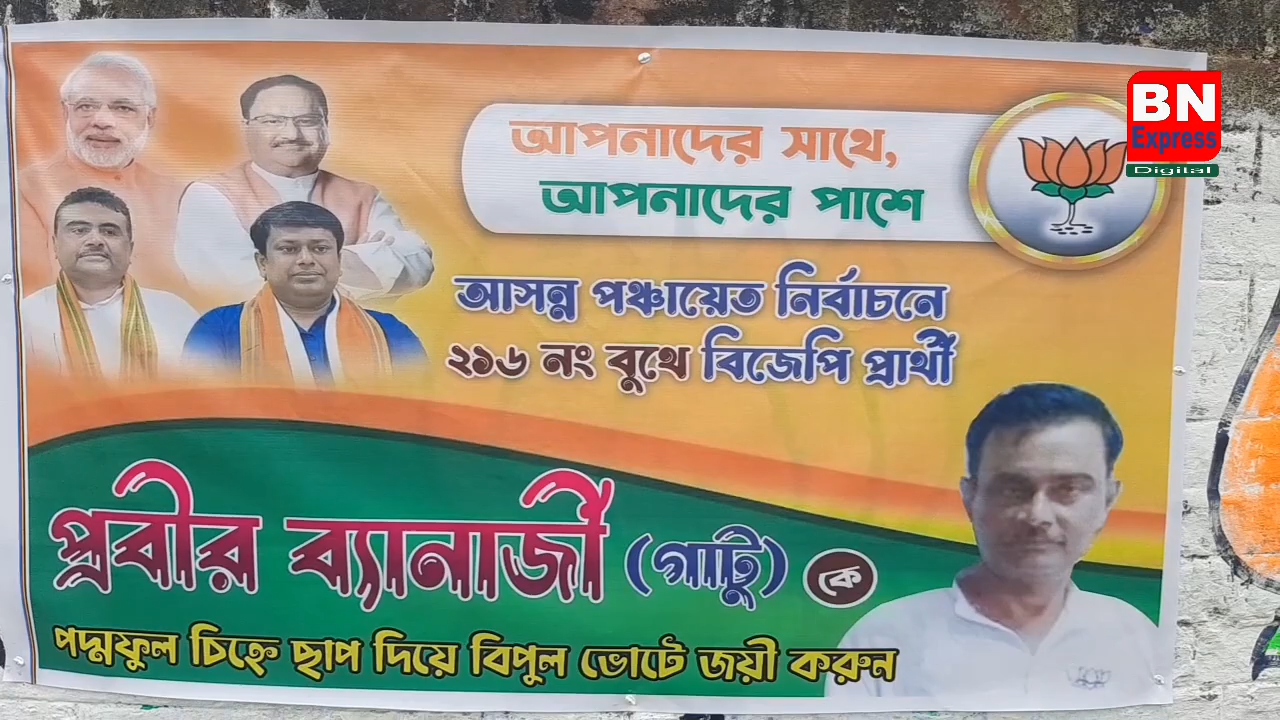 আপনাদের সাথে,
আপনাদের পাশে
আসন্ন পঞ্চায়েত নির্বাচনে
২১৬ নং বুথে বিজেপি প্রার্থী
প্রবীর ব্যানার্জী (গাটু) কে
পদ্মফুল চিহ্নে ছাপ দিয়ে বিপুল ভোটে জয়ী করুন
BN
Express
Digital